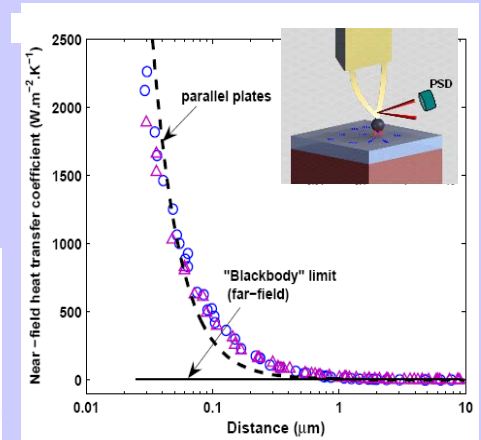 Near−field heat transfer coefficient (W.m⁻².K⁻¹)
2500
2000
1500
1000
500
0
PSD
parallel plates
"Blackbody" limit
(far−field)
0.01
0.1
1
10
Distance (μm)